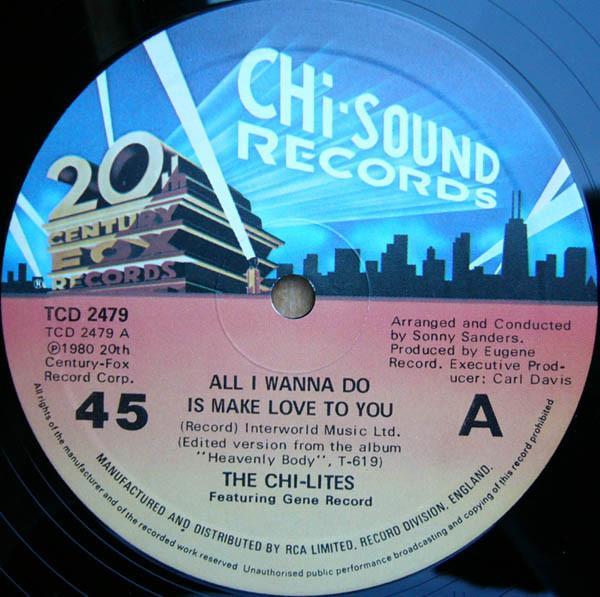 CHi-SOUND
RECORDS
20th
CENTURY
FOX
RECORDS
TCD 2479
TCD 2479 A
Ⓟ1980 20th
Century-Fox
Record Corp.
45
Arranged and Conducted
by Sonny Sanders.
Produced by Eugene
Record. Executive Prod-
ucer: Carl Davis
A
ALL I WANNA DO
IS MAKE LOVE TO YOU
(Record) Interworld Music Ltd.
(Edited version from the album
"Heavenly Body", T-619)
THE CHI-LITES
Featuring Gene Record
MANUFACTURED AND DISTRIBUTED BY RCA LIMITED. RECORD DIVISION, ENGLAND.
All rights of the manufacturer and of the recorded work reserved Unauthorised public performance broadcasting and copying of this record prohibited